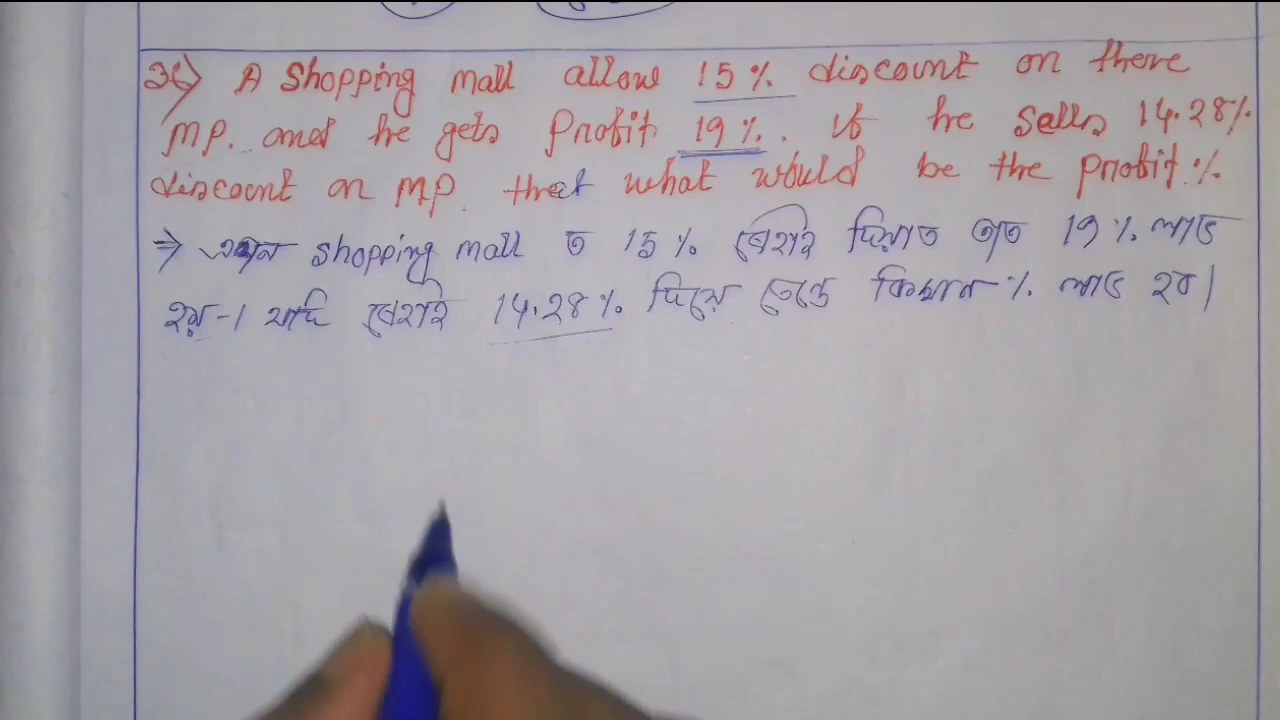 36) A Shopping mall allow 15% discount on there
MP. and he gets Profit 19%. if he sells 14.28%
discount on MP. that what would be the profit.%
⇒ shopping mall ত 15% ৰেহাই দিয়াত তাত 19% লাভ
হয়-। যদি ৰেহাই 14.28% দিয়ে তেন্তে কিমান % লাভ হব।